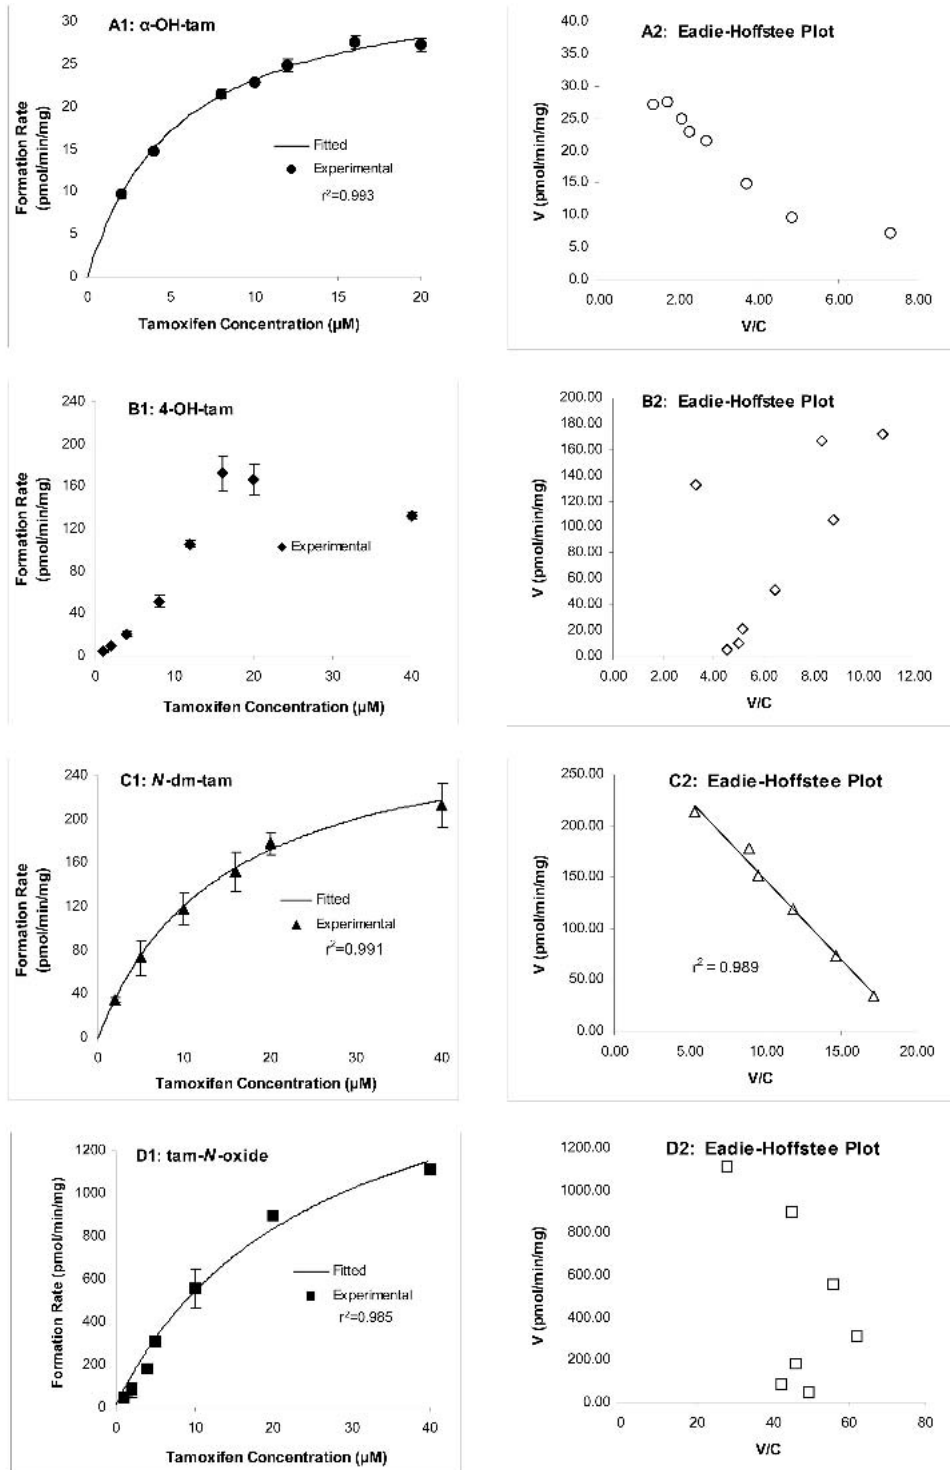 A1: α-OH-tam
Formation Rate
(pmol/min/mg)
30
25
20
15
10
5
0
Fitted
Experimental
r²=0.993
0 5 10 15 20
Tamoxifen Concentration (µM)
A2: Eadie-Hoffstee Plot
V (pmol/min/mg)
40.0
35.0
30.0
25.0
20.0
15.0
10.0
5.0
0.0
0.00 2.00 4.00 6.00 8.00
V/C
B1: 4-OH-tam
Formation Rate
(pmol/min/mg)
240
200
160
120
80
40
0
Experimental
0 10 20 30 40
Tamoxifen Concentration (µM)
B2: Eadie-Hoffstee Plot
V (pmol/min/mg)
200.00
180.00
160.00
140.00
120.00
100.00
80.00
60.00
40.00
20.00
0.00
0.00 2.00 4.00 6.00 8.00 10.00 12.00
V/C
C1: N-dm-tam
Formation Rate
(pmol/min/mg)
240
200
160
120
80
40
0
Fitted
Experimental
r²=0.991
0 10 20 30 40
Tamoxifen Concentration (µM)
C2: Eadie-Hoffstee Plot
V (pmol/min/mg)
250.00
200.00
150.00
100.00
50.00
0.00
r² = 0.989
0.00 5.00 10.00 15.00 20.00
V/C
D1: tam-N-oxide
Formation Rate (pmol/min/mg)
1200
1000
800
600
400
200
0
Fitted
Experimental
r²=0.985
0 10 20 30 40
Tamoxifen Concentration (µM)
D2: Eadie-Hoffstee Plot
V (pmol/min/mg)
1200.00
1000.00
800.00
600.00
400.00
200.00
0.00
0 20 40 60 80
V/C